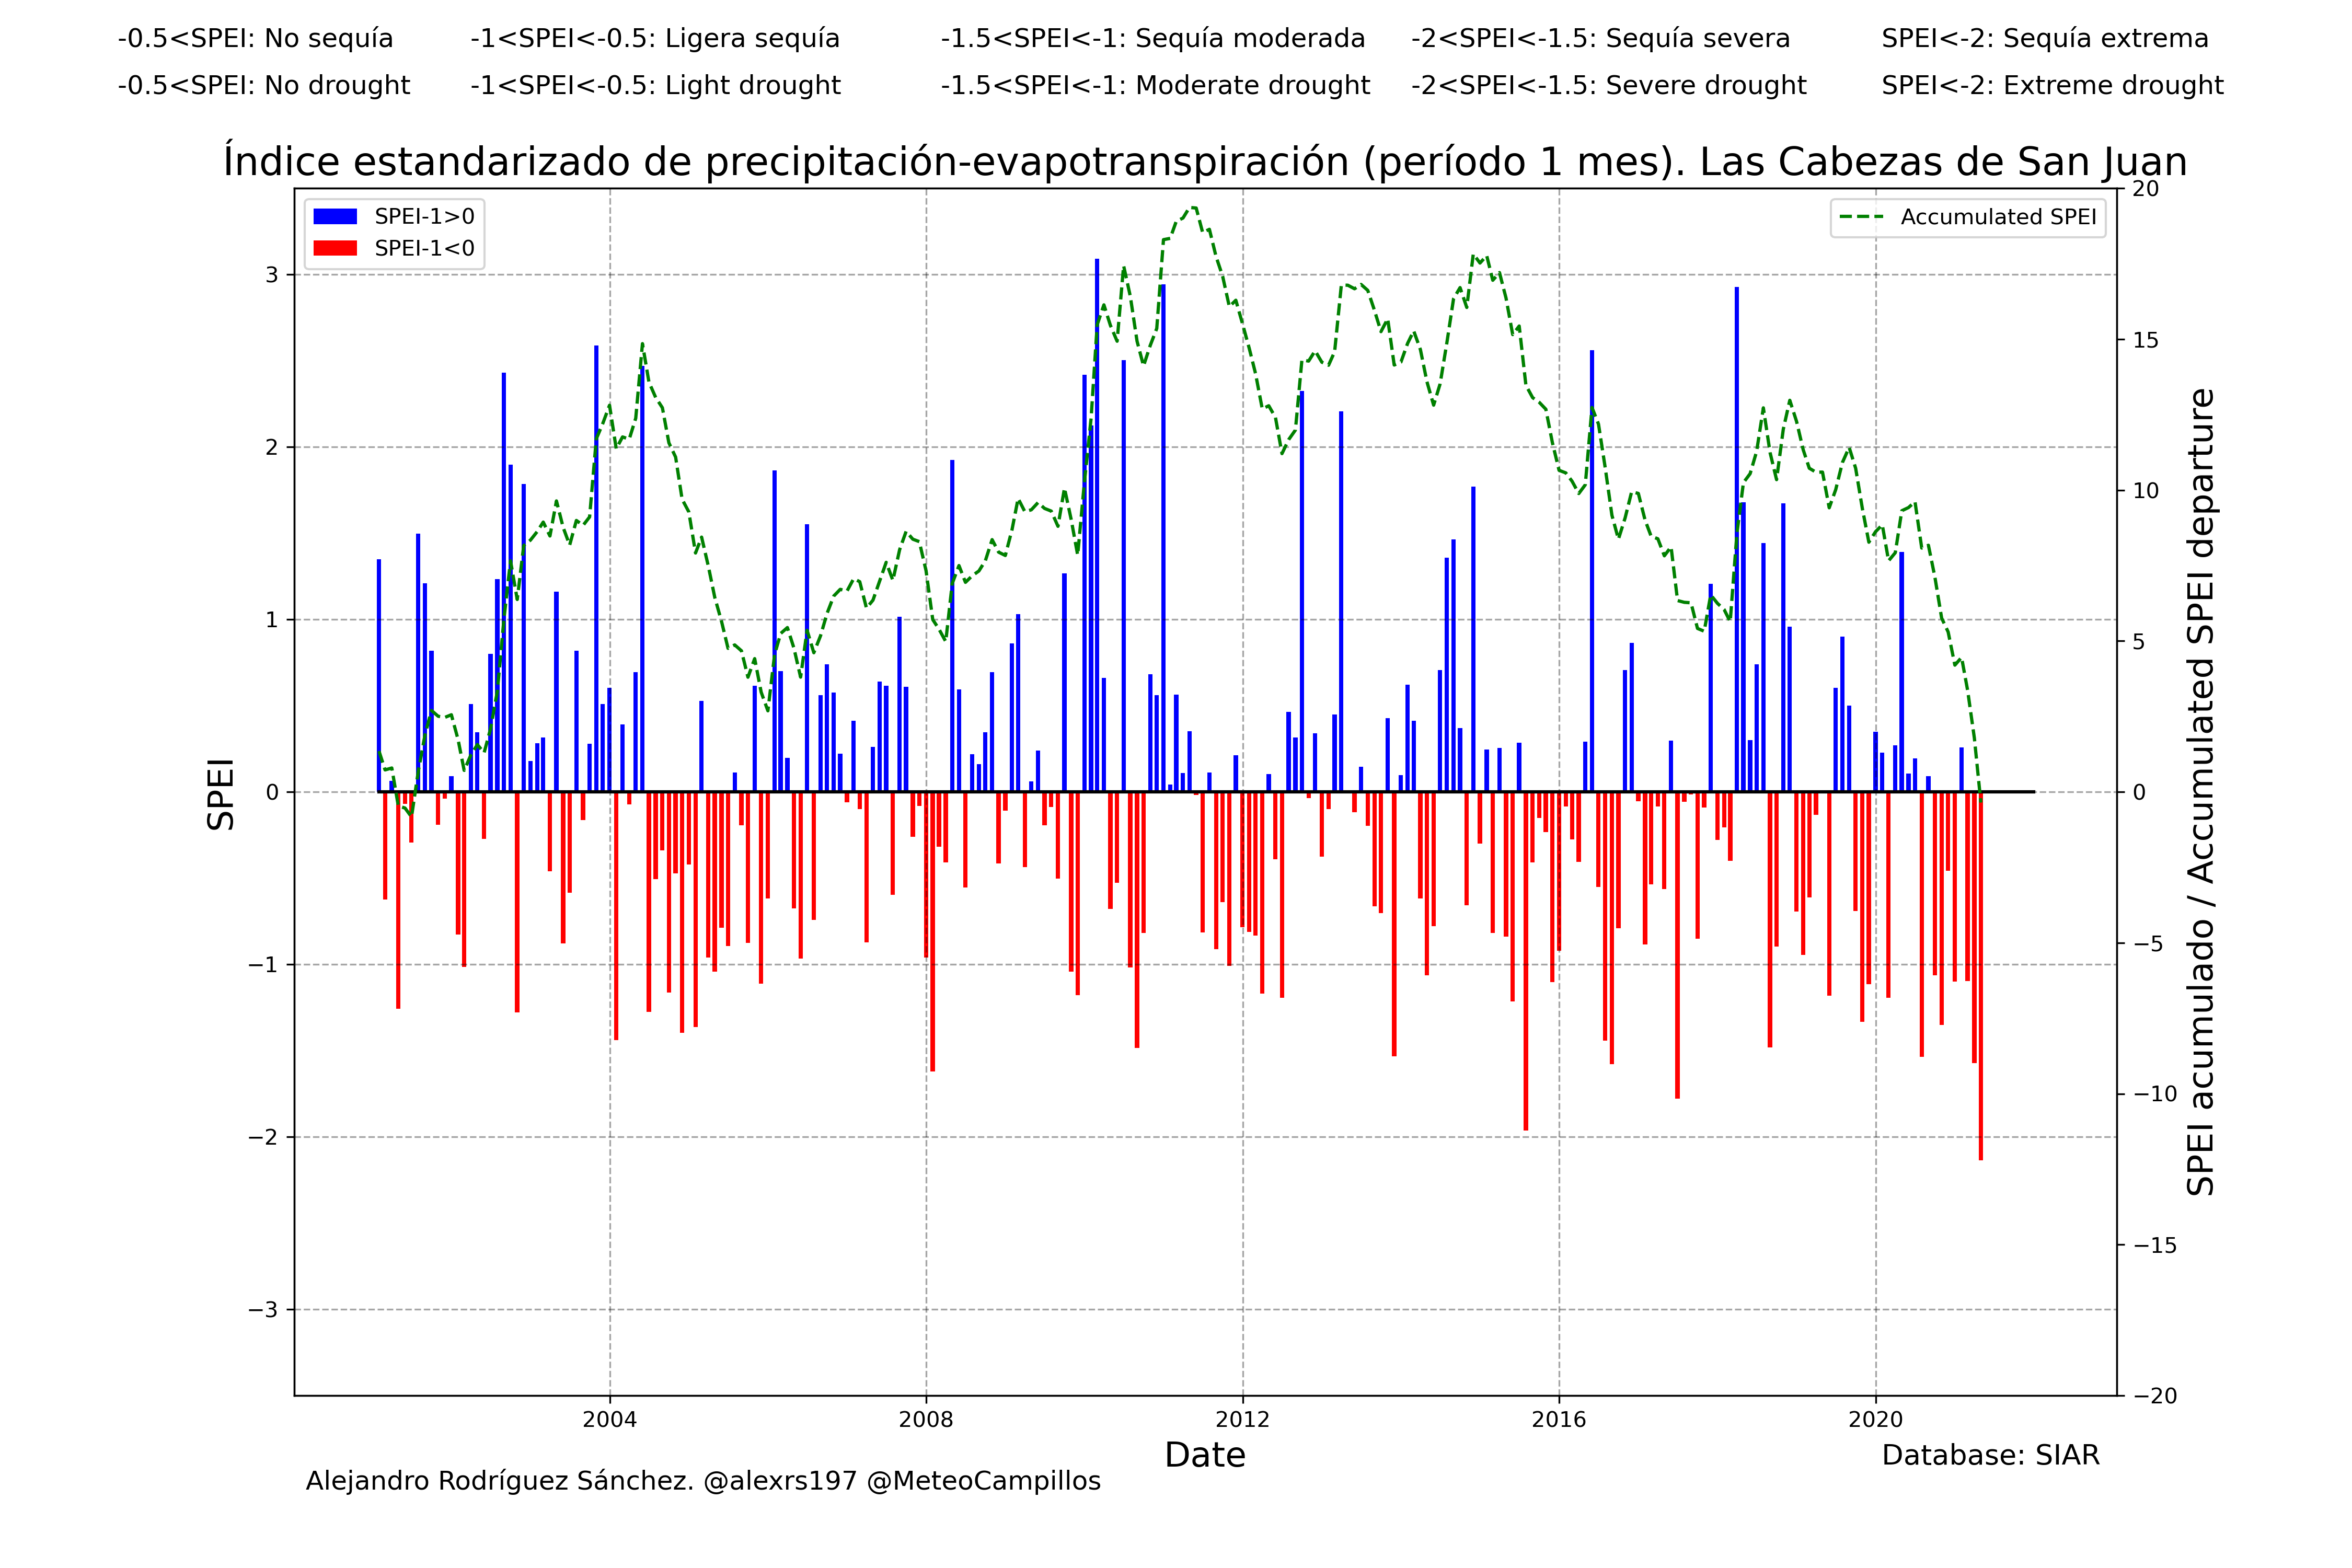 -0.5<SPEI: No sequía -1<SPEI<-0.5: Ligera sequía -1.5<SPEI<-1: Sequía moderada -2<SPEI<-1.5: Sequía severa SPEI<-2: Sequía extrema
-0.5<SPEI: No drought -1<SPEI<-0.5: Light drought -1.5<SPEI<-1: Moderate drought -2<SPEI<-1.5: Severe drought SPEI<-2: Extreme drought
Índice estandarizado de precipitación-evapotranspiración (período 1 mes). Las Cabezas de San Juan
SPEI-1>0
SPEI-1<0
Accumulated SPEI
SPEI
3
2
1
0
−1
−2
−3
20
15
10
5
0
−5
−10
−15
−20
SPEI acumulado / Accumulated SPEI departure
2004 2008 2012 2016 2020
Date
Database: SIAR
Alejandro Rodríguez Sánchez. @alexrs197 @MeteoCampillos